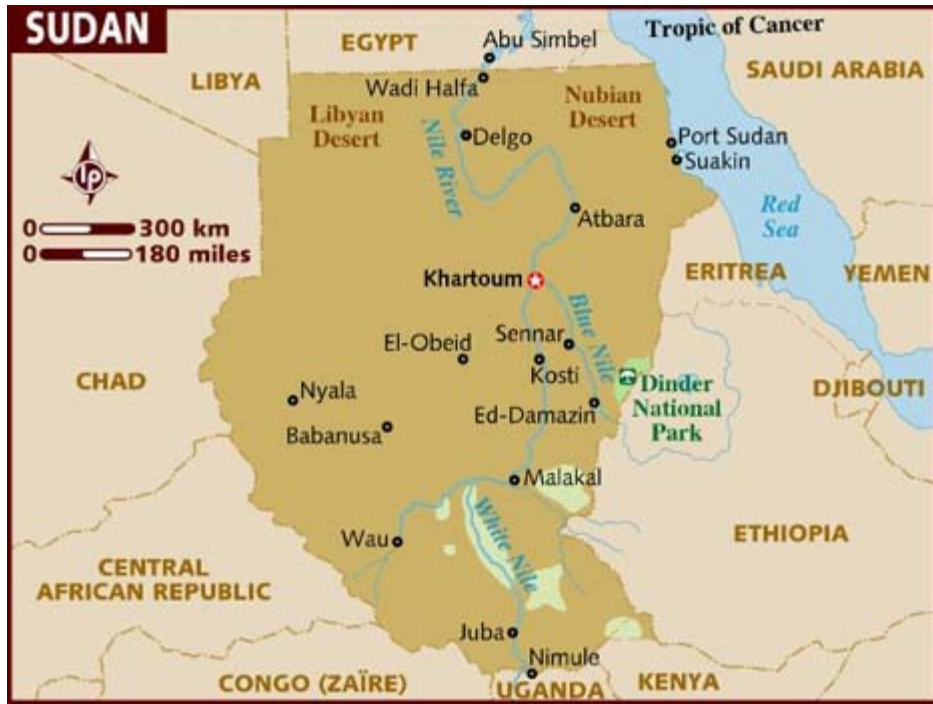 SUDAN
EGYPT
Abu Simbel
Tropic of Cancer
LIBYA
SAUDI ARABIA
Wadi Halfa
Libyan
Desert
Nubian
Desert
Nile River
Delgo
Port Sudan
Suakin
lp
0 300 km
0 180 miles
Atbara
Red
Sea
Khartoum
ERITREA
YEMEN
Blue Nile
El-Obeid
Sennar
Kosti
CHAD
Nyala
Dinder
National
Park
DJIBOUTI
Babanusa
Ed-Damazin
Malakal
White Nile
Wau
ETHIOPIA
CENTRAL
AFRICAN REPUBLIC
Juba
Nimule
CONGO (ZAÏRE)
UGANDA
KENYA